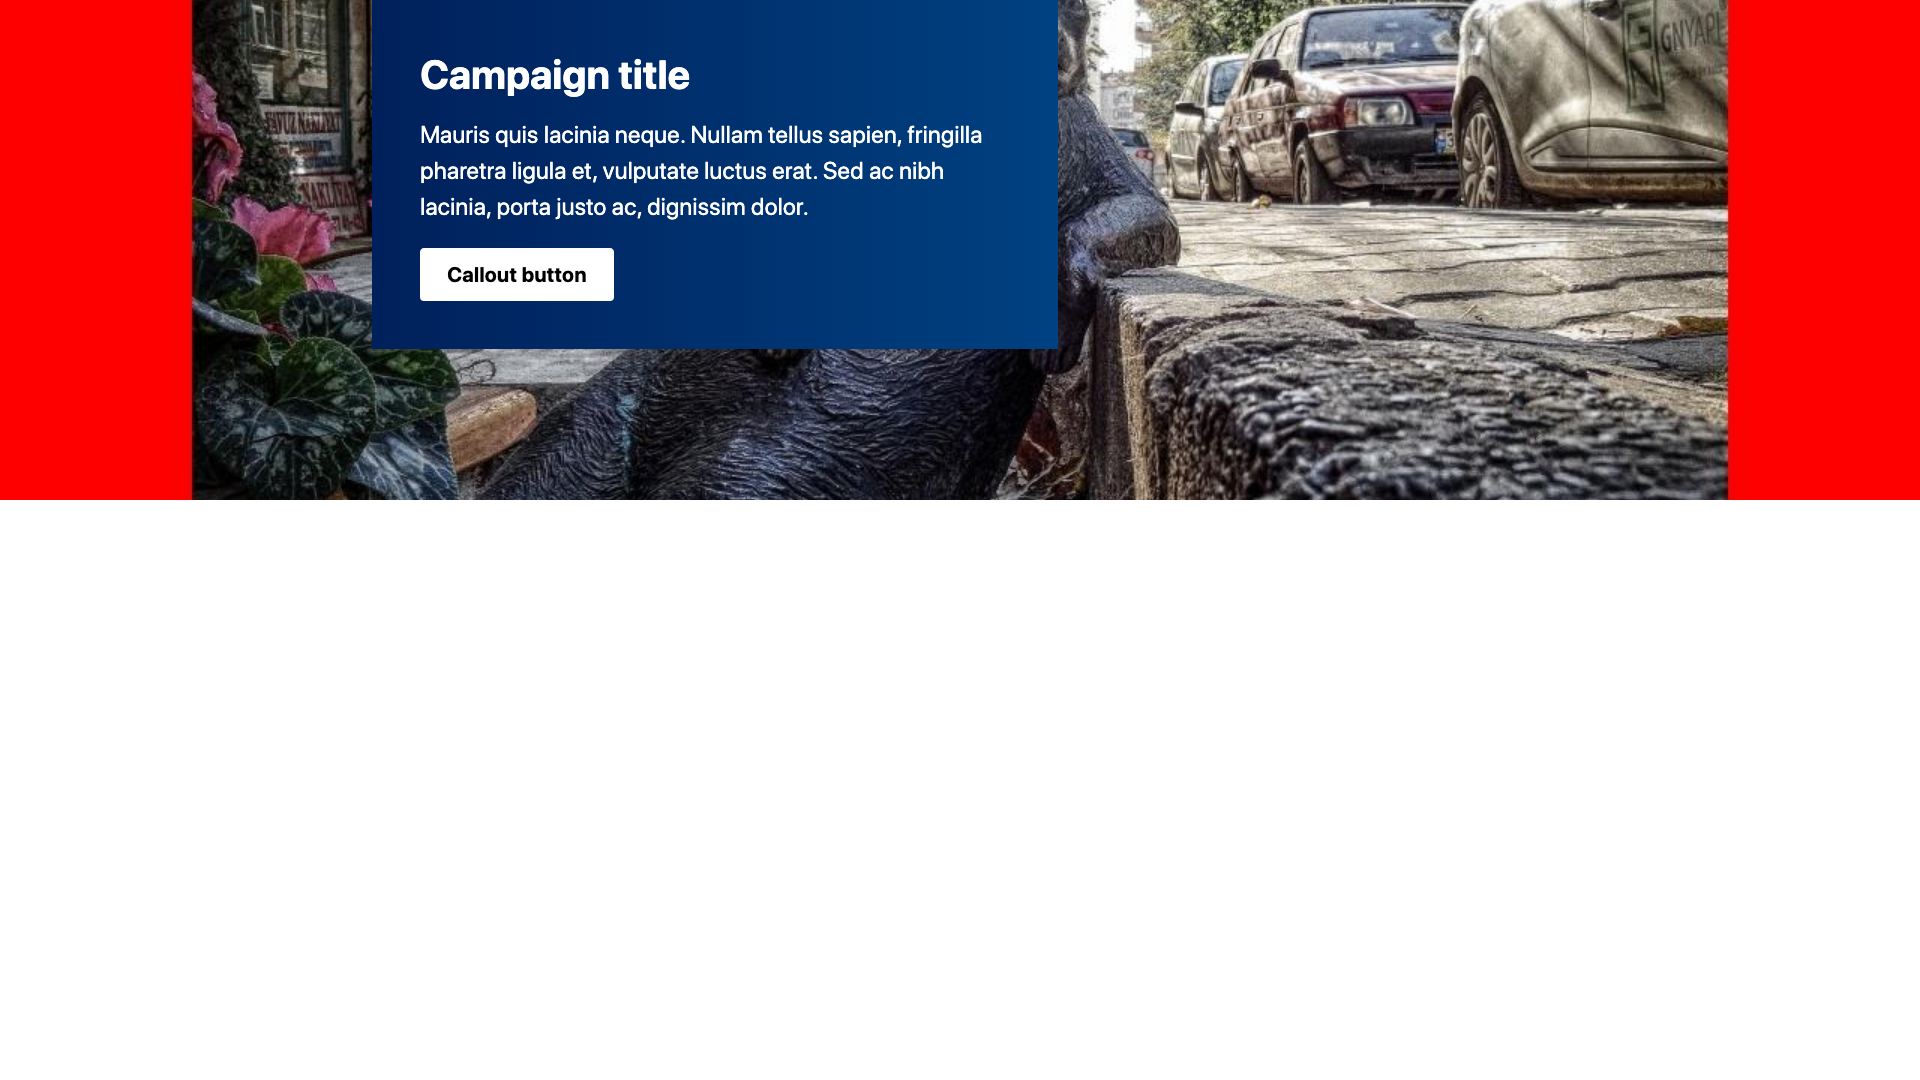 Campaign title
Mauris quis lacinia neque. Nullam tellus sapien, fringilla
pharetra ligula et, vulputate luctus erat. Sed ac nibh
lacinia, porta justo ac, dignissim dolor.
Callout button
GNYAPI